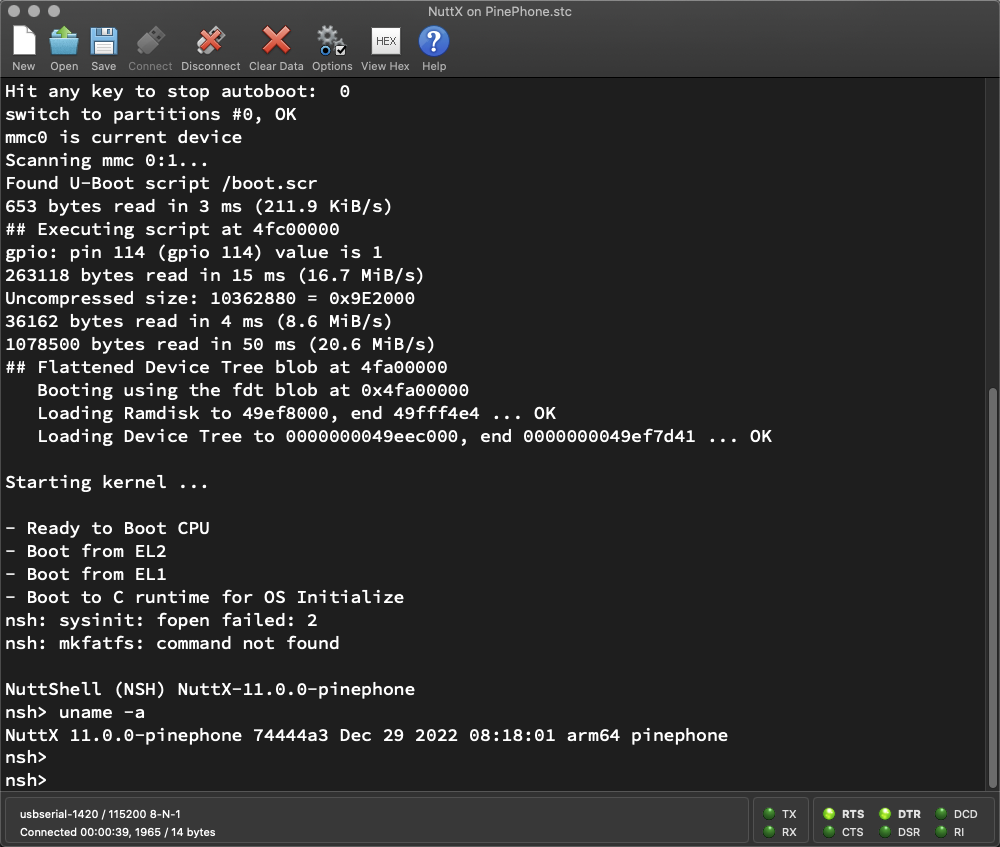 NuttX on PinePhone.stc
New Open Save Connect Disconnect Clear Data Options View Hex Help
HEX
Hit any key to stop autoboot:  0
switch to partitions #0, OK
mmc0 is current device
Scanning mmc 0:1...
Found U-Boot script /boot.scr
653 bytes read in 3 ms (211.9 KiB/s)
## Executing script at 4fc00000
gpio: pin 114 (gpio 114) value is 1
263118 bytes read in 15 ms (16.7 MiB/s)
Uncompressed size: 10362880 = 0x9E2000
36162 bytes read in 4 ms (8.6 MiB/s)
1078500 bytes read in 50 ms (20.6 MiB/s)
## Flattened Device Tree blob at 4fa00000
   Booting using the fdt blob at 0x4fa00000
   Loading Ramdisk to 49ef8000, end 49fff4e4 ... OK
   Loading Device Tree to 0000000049eec000, end 0000000049ef7d41 ... OK
Starting kernel ...
- Ready to Boot CPU
- Boot from EL2
- Boot from EL1
- Boot to C runtime for OS Initialize
nsh: sysinit: fopen failed: 2
nsh: mkfatfs: command not found
NuttShell (NSH) NuttX-11.0.0-pinephone
nsh> uname -a
NuttX 11.0.0-pinephone 74444a3 Dec 29 2022 08:18:01 arm64 pinephone
nsh>
nsh>
usbserial-1420 / 115200 8-N-1
Connected 00:00:39, 1965 / 14 bytes
TX RTS DTR DCD
RX CTS DSR RI